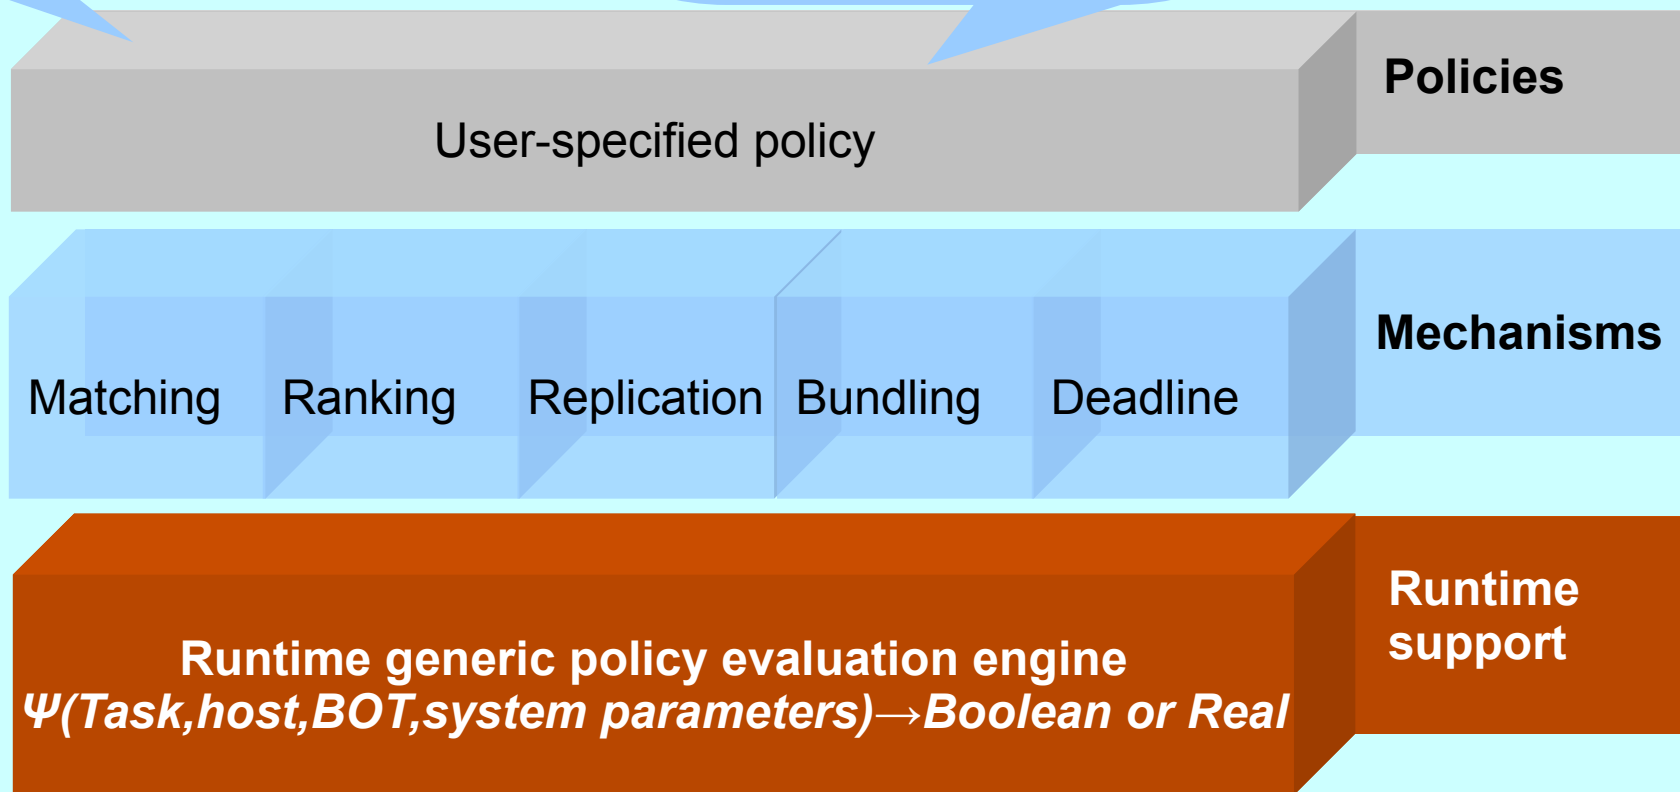 Policies
User-specified policy
Mechanisms
Matching Ranking Replication Bundling Deadline
Runtime
support
Runtime generic policy evaluation engine
Ψ(Task,host,BOT,system parameters)→Boolean or Real